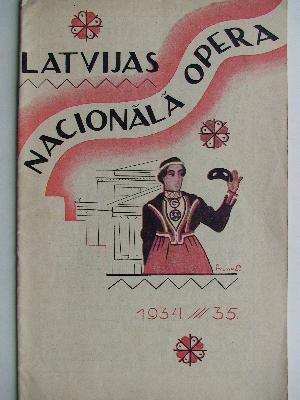 LATVIJAS
NACIONĀLĀ OPERA
1934 /// 35.